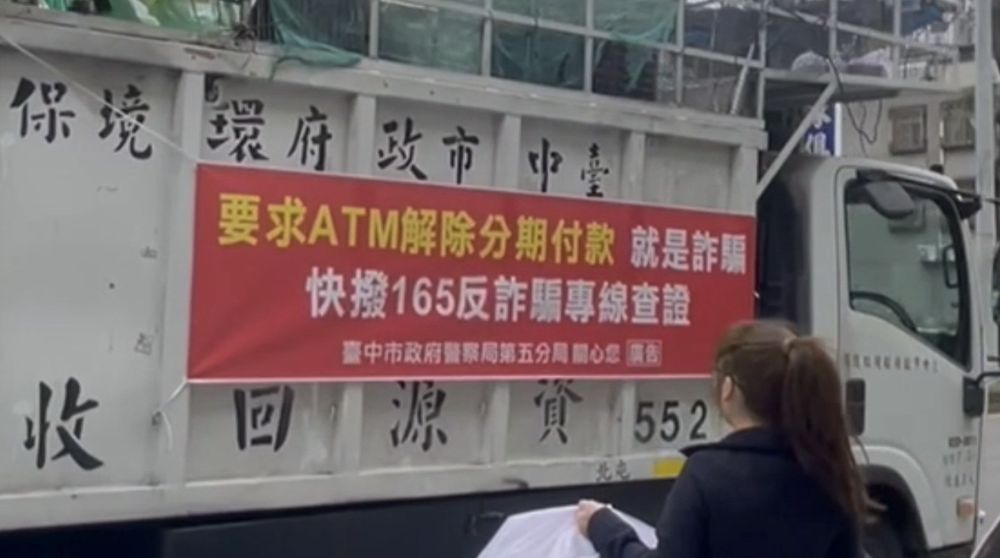 臺中市政府環境保
要求ATM解除分期付款 就是詐騙
快撥165反詐騙專線查證
臺中市政府警察局第五分局 關心您 廣告
資源回收
552
北屯